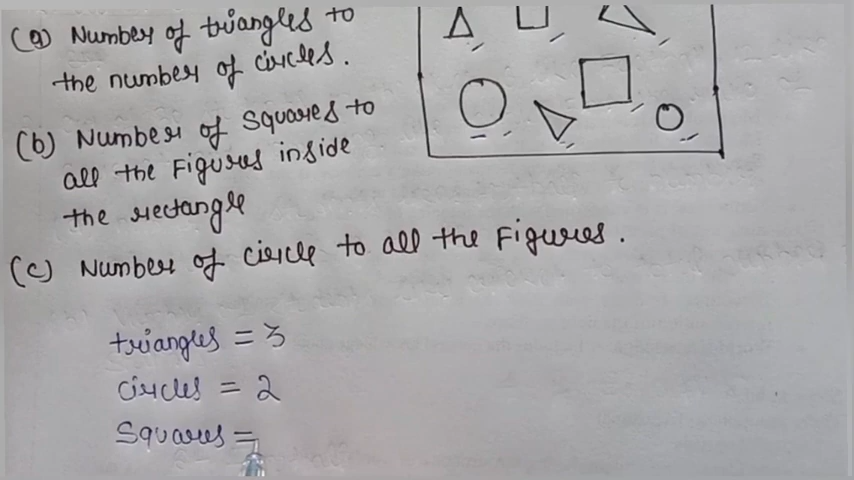 (a) Number of triangles to
the number of circles.
(b) Number of Squares to
all the Figures inside
the rectangle
(c) Number of circle to all the Figures.
triangles = 3
circles = 2
Squares =